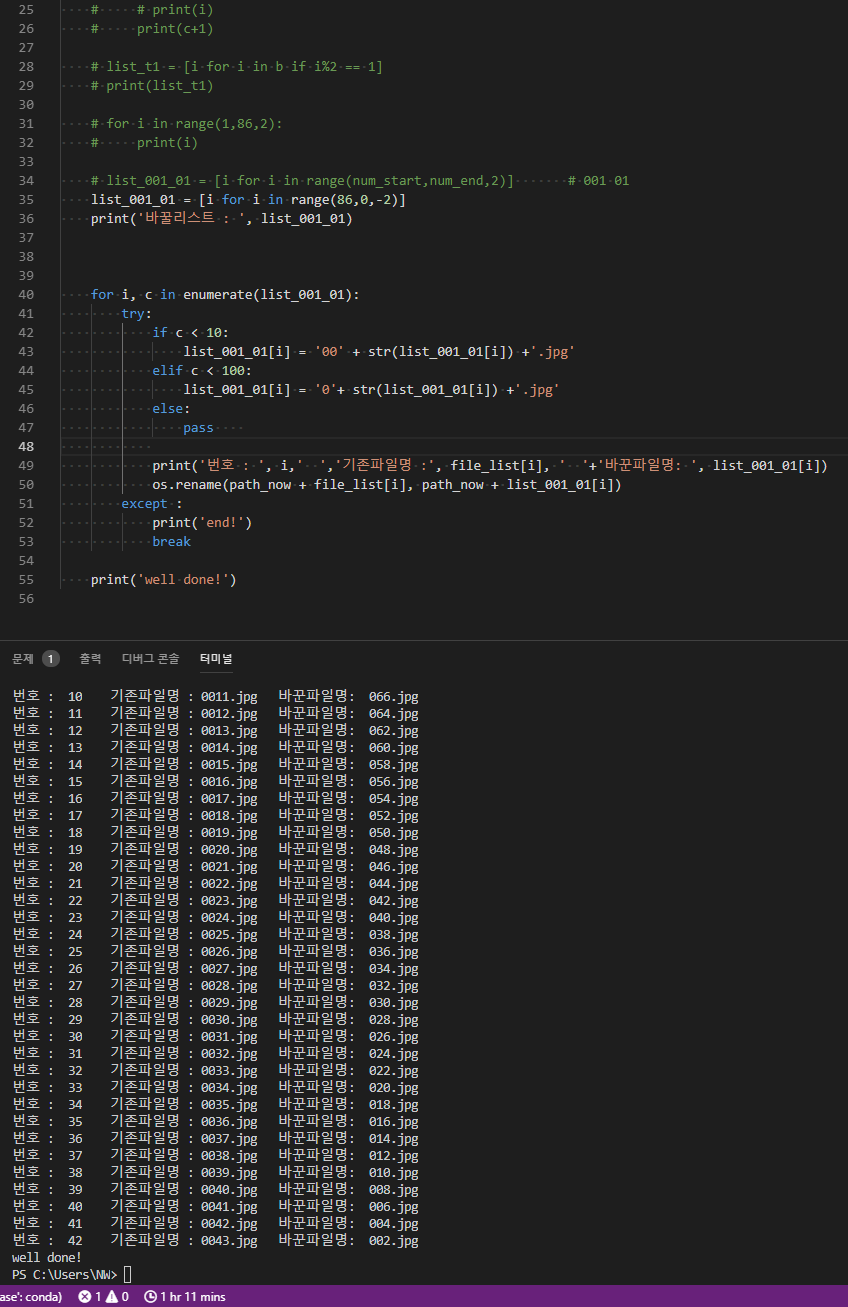 25 # # print(i)
26 # print(c+1)
27
28 # list_t1 = [i for i in b if i%2 == 1]
29 # print(list_t1)
30
31 # for i in range(1,86,2):
32 # print(i)
33
34 # list_001_01 = [i for i in range(num_start,num_end,2)] # 001 01
35 list_001_01 = [i for i in range(86,0,-2)]
36 print('바꿀리스트 : ', list_001_01)
37
38
39
40 for i, c in enumerate(list_001_01):
41 try:
42 if c < 10:
43 list_001_01[i] = '00' + str(list_001_01[i]) +'.jpg'
44 elif c < 100:
45 list_001_01[i] = '0'+ str(list_001_01[i]) +'.jpg'
46 else:
47 pass
48
49 print('번호 : ', i,'  ','기존파일명 :', file_list[i], '  '+'바꾼파일명: ', list_001_01[i])
50 os.rename(path_now + file_list[i], path_now + list_001_01[i])
51 except :
52 print('end!')
53 break
54
55 print('well done!')
56
문제 1 출력 디버그 콘솔 터미널
번호 : 10 기존파일명 : 0011.jpg 바꾼파일명: 066.jpg
번호 : 11 기존파일명 : 0012.jpg 바꾼파일명: 064.jpg
번호 : 12 기존파일명 : 0013.jpg 바꾼파일명: 062.jpg
번호 : 13 기존파일명 : 0014.jpg 바꾼파일명: 060.jpg
번호 : 14 기존파일명 : 0015.jpg 바꾼파일명: 058.jpg
번호 : 15 기존파일명 : 0016.jpg 바꾼파일명: 056.jpg
번호 : 16 기존파일명 : 0017.jpg 바꾼파일명: 054.jpg
번호 : 17 기존파일명 : 0018.jpg 바꾼파일명: 052.jpg
번호 : 18 기존파일명 : 0019.jpg 바꾼파일명: 050.jpg
번호 : 19 기존파일명 : 0020.jpg 바꾼파일명: 048.jpg
번호 : 20 기존파일명 : 0021.jpg 바꾼파일명: 046.jpg
번호 : 21 기존파일명 : 0022.jpg 바꾼파일명: 044.jpg
번호 : 22 기존파일명 : 0023.jpg 바꾼파일명: 042.jpg
번호 : 23 기존파일명 : 0024.jpg 바꾼파일명: 040.jpg
번호 : 24 기존파일명 : 0025.jpg 바꾼파일명: 038.jpg
번호 : 25 기존파일명 : 0026.jpg 바꾼파일명: 036.jpg
번호 : 26 기존파일명 : 0027.jpg 바꾼파일명: 034.jpg
번호 : 27 기존파일명 : 0028.jpg 바꾼파일명: 032.jpg
번호 : 28 기존파일명 : 0029.jpg 바꾼파일명: 030.jpg
번호 : 29 기존파일명 : 0030.jpg 바꾼파일명: 028.jpg
번호 : 30 기존파일명 : 0031.jpg 바꾼파일명: 026.jpg
번호 : 31 기존파일명 : 0032.jpg 바꾼파일명: 024.jpg
번호 : 32 기존파일명 : 0033.jpg 바꾼파일명: 022.jpg
번호 : 33 기존파일명 : 0034.jpg 바꾼파일명: 020.jpg
번호 : 34 기존파일명 : 0035.jpg 바꾼파일명: 018.jpg
번호 : 35 기존파일명 : 0036.jpg 바꾼파일명: 016.jpg
번호 : 36 기존파일명 : 0037.jpg 바꾼파일명: 014.jpg
번호 : 37 기존파일명 : 0038.jpg 바꾼파일명: 012.jpg
번호 : 38 기존파일명 : 0039.jpg 바꾼파일명: 010.jpg
번호 : 39 기존파일명 : 0040.jpg 바꾼파일명: 008.jpg
번호 : 40 기존파일명 : 0041.jpg 바꾼파일명: 006.jpg
번호 : 41 기존파일명 : 0042.jpg 바꾼파일명: 004.jpg
번호 : 42 기존파일명 : 0043.jpg 바꾼파일명: 002.jpg
well done!
PS C:\Users\NW>
ase': conda) 1 0 1 hr 11 mins